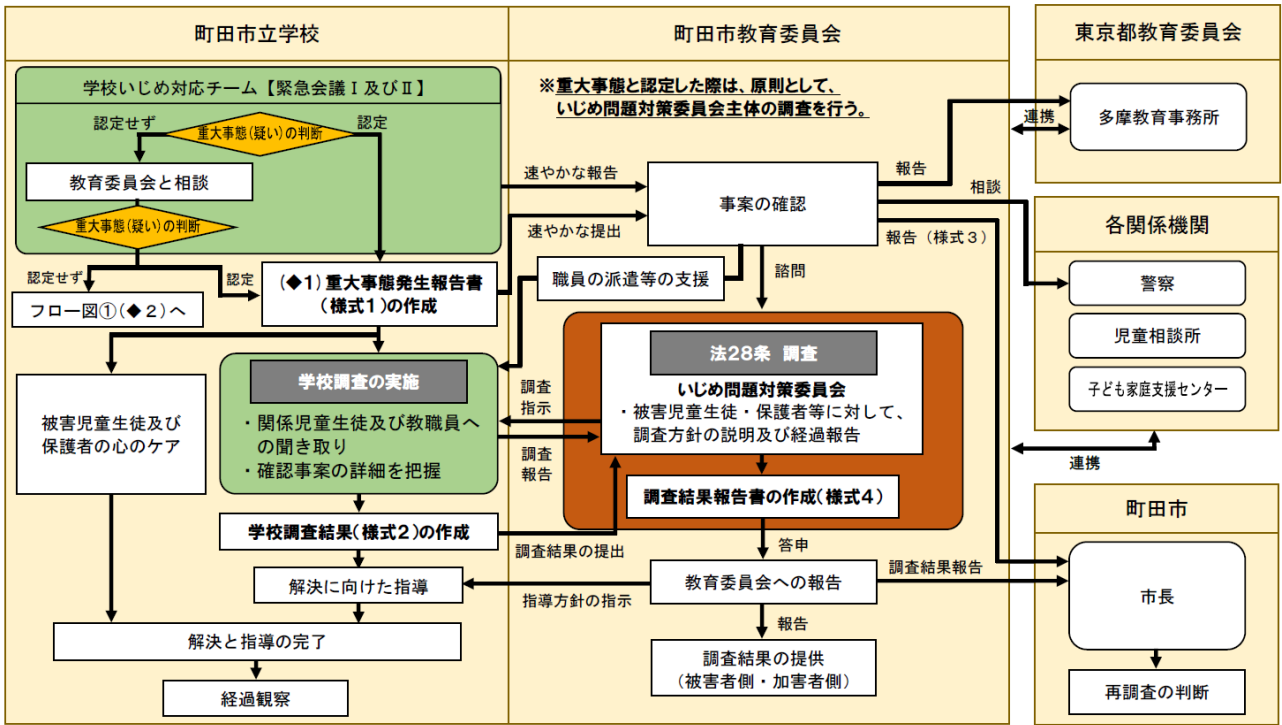 町田市立学校
学校いじめ対応チーム【緊急会議Ⅰ及びⅡ】
認定せず
重大事態(疑い)の判断
認定
教育委員会と相談
重大事態(疑い)の判断
認定せず
認定
フロー図①(◆2)へ
(◆1)重大事態発生報告書
(様式1)の作成
学校調査の実施
・関係児童生徒及び教職員へ
の聞き取り
・確認事案の詳細を把握
被害児童生徒及び
保護者の心のケア
学校調査結果(様式2)の作成
解決に向けた指導
解決と指導の完了
経過観察
町田市教育委員会
※重大事態と認定した際は、原則として、
いじめ問題対策委員会主体の調査を行う。
速やかな報告
速やかな提出
事案の確認
職員の派遣等の支援
諮問
法28条 調査
いじめ問題対策委員会
・被害児童生徒・保護者等に対して、
調査方針の説明及び経過報告
調査
指示
調査
報告
調査結果報告書の作成(様式4)
調査結果の提出
答申
教育委員会への報告
指導方針の指示
報告
調査結果の提供
(被害者側・加害者側)
報告
相談
報告(様式3)
調査結果報告
東京都教育委員会
連携
多摩教育事務所
各関係機関
警察
児童相談所
子ども家庭支援センター
連携
町田市
市長
再調査の判断